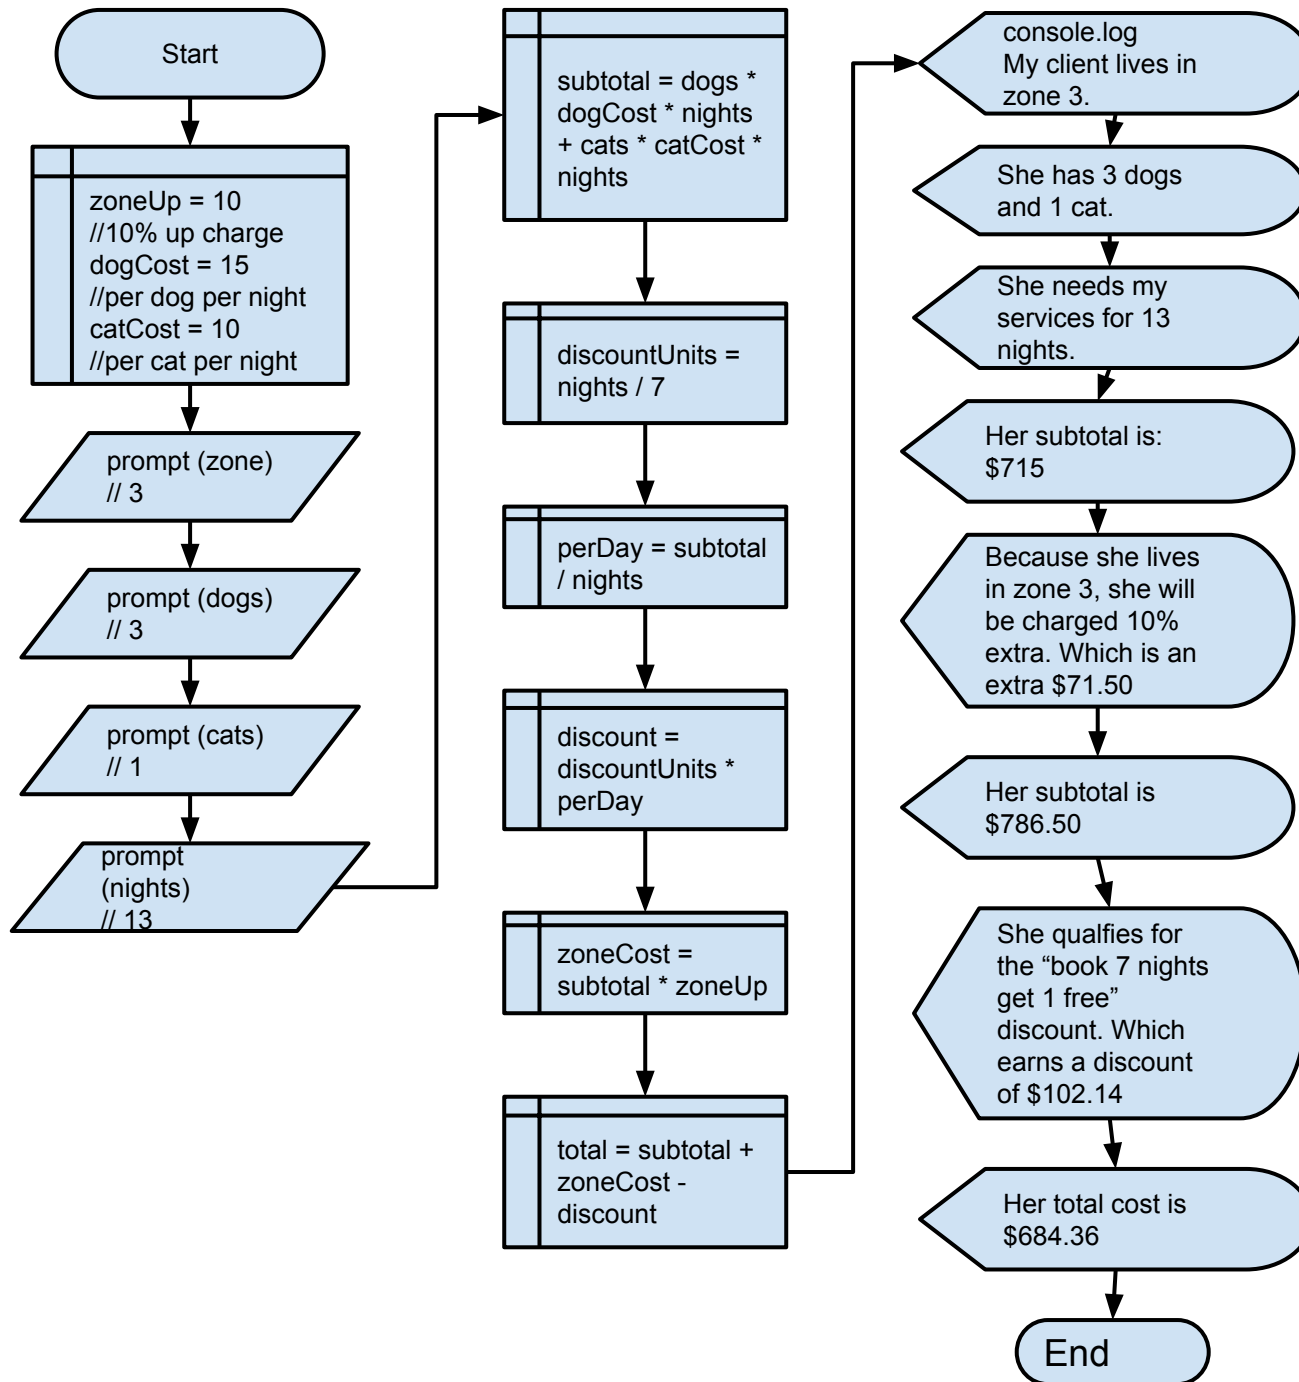 Start
zoneUp = 10
//10% up charge
dogCost = 15
//per dog per night
catCost = 10
//per cat per night
prompt (zone)
// 3
prompt (dogs)
// 3
prompt (cats)
// 1
prompt
(nights)
// 13
subtotal = dogs *
dogCost * nights
+ cats * catCost *
nights
discountUnits =
nights / 7
perDay = subtotal
/ nights
discount =
discountUnits *
perDay
zoneCost =
subtotal * zoneUp
total = subtotal +
zoneCost -
discount
console.log
My client lives in
zone 3.
She has 3 dogs
and 1 cat.
She needs my
services for 13
nights.
Her subtotal is:
$715
Because she lives
in zone 3, she will
be charged 10%
extra. Which is an
extra $71.50
Her subtotal is
$786.50
She qualfies for
the “book 7 nights
get 1 free”
discount. Which
earns a discount
of $102.14
Her total cost is
$684.36
End